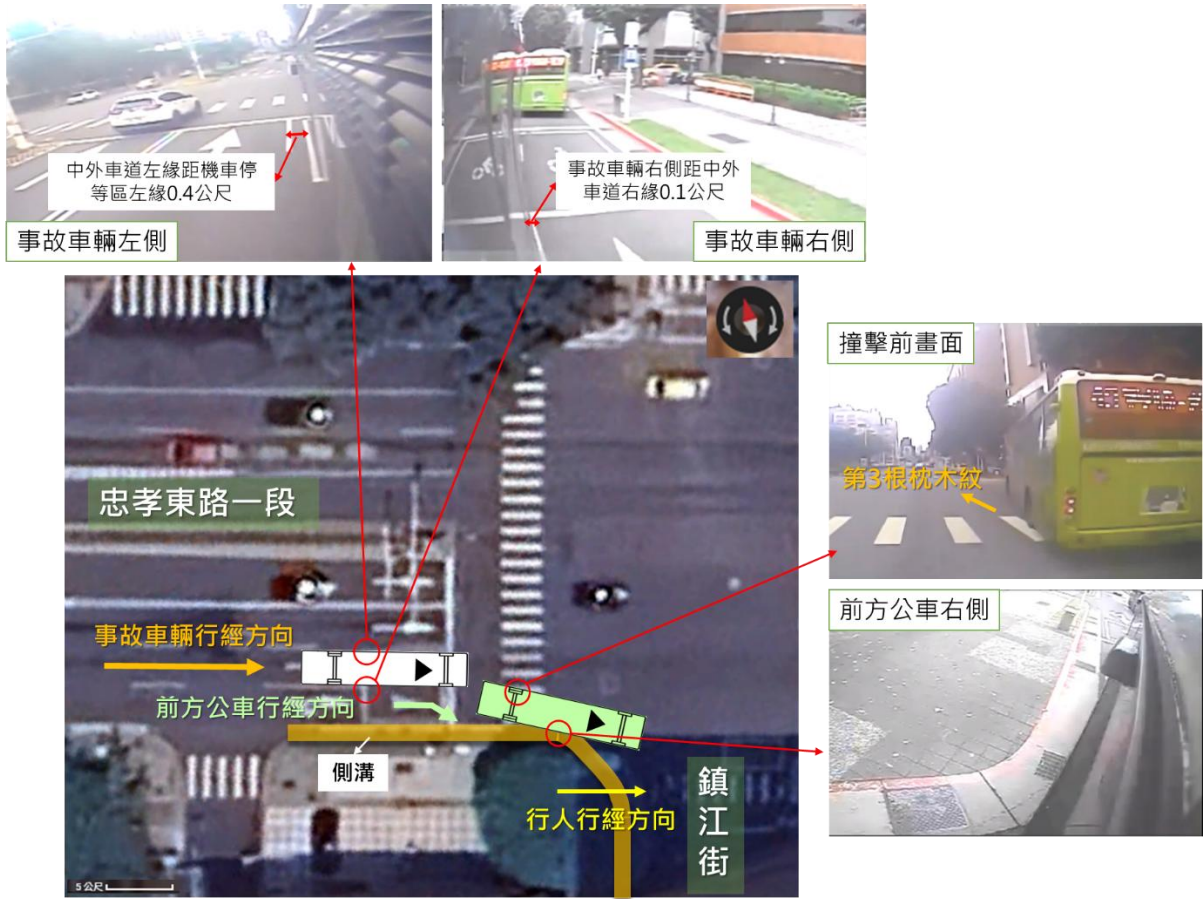 中外車道左緣距機車停
等區左緣0.4公尺
事故車輛左側
事故車輛右側距中外
車道右緣0.1公尺
事故車輛右側
撞擊前畫面
第3根枕木紋
忠孝東路一段
前方公車右側
事故車輛行經方向
前方公車行經方向
側溝
行人行經方向
鎮江街
5 公尺